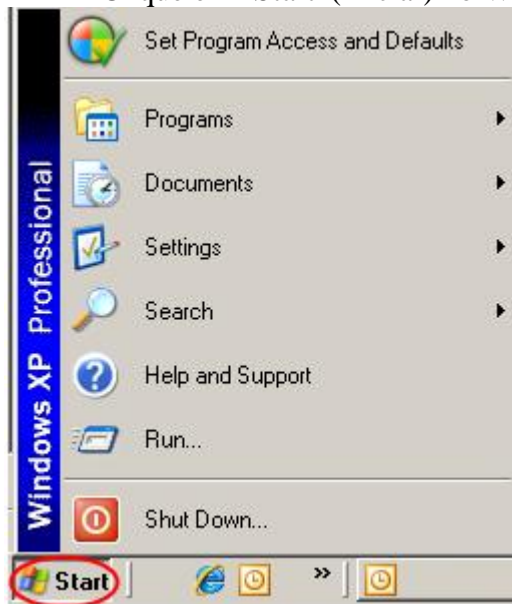 Set Program Access and Defaults
Programs
Documents
Settings
Search
Help and Support
Run...
Shut Down...
Windows XP Professional
Start